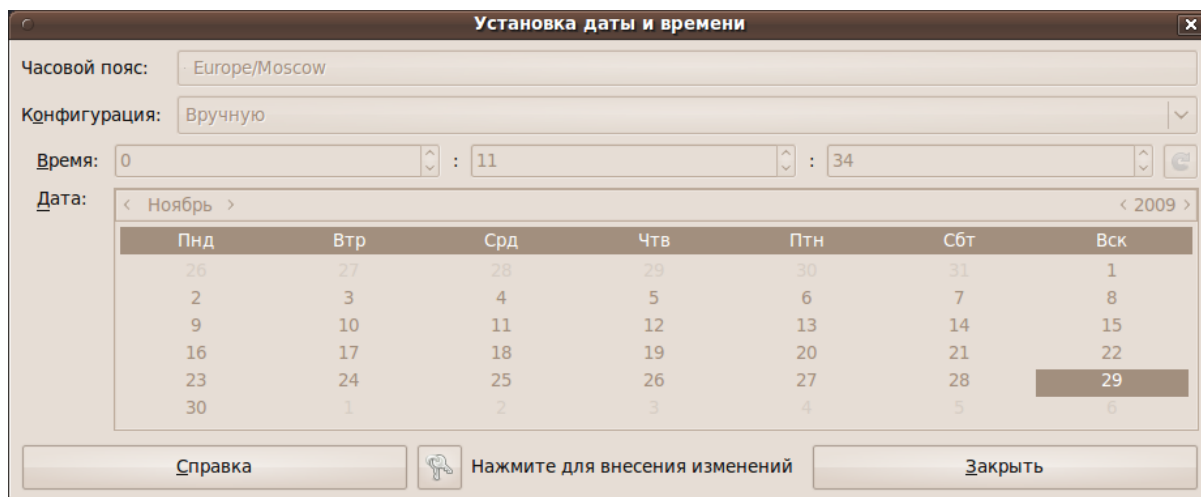 Установка даты и времени
Часовой пояс: Europe/Moscow
Конфигурация: Вручную
Время: 0 : 11 : 34
Дата: < Ноябрь > < 2009 >
Пнд Втр Срд Чтв Птн Сбт Вск
26 27 28 29 30 31 1
2 3 4 5 6 7 8
9 10 11 12 13 14 15
16 17 18 19 20 21 22
23 24 25 26 27 28 29
30 1 2 3 4 5 6
Справка Нажмите для внесения изменений Закрыть